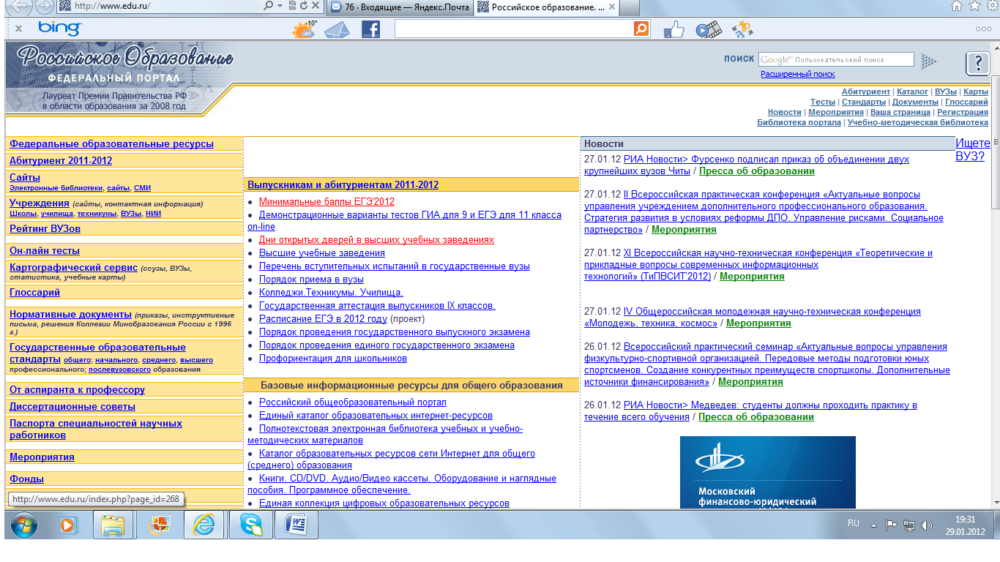 http://www.edu.ru/
76 · Входящие — Яндекс.Почта
Российское образование. ...
x
bing
-10°
Российское Образование
ФЕДЕРАЛЬНЫЙ ПОРТАЛ
Лауреат Премии Правительства РФ
в области образования за 2008 год
ПОИСК
Google™ Пользовательский поиск
Расширенный поиск
?
Абитуриент | Каталог | ВУЗы | Карты
Тесты | Стандарты | Документы | Глоссарий
Новости | Мероприятия | Ваша страница | Регистрация
Библиотека портала | Учебно-методическая библиотека
Федеральные образовательные ресурсы
Абитуриент 2011-2012
Сайты
Электронные библиотеки, сайты, СМИ
Учреждения (сайты, контактная информация)
Школы, училища, техникумы, ВУЗы, НИИ
Рейтинг ВУЗов
Он-лайн тесты
Картографический сервис (ссузы, ВУЗы,
статистика, учебные карты)
Глоссарий
Нормативные документы (приказы, инструктивные
письма, решения Коллегии Минобразования России с 1996
г.)
Государственные образовательные
стандарты общего; начального, среднего, высшего
профессионального; послевузовского образования
От аспиранта к профессору
Диссертационные советы
Паспорта специальностей научных
работников
Мероприятия
Фонды
http://www.edu.ru/index.php?page_id=268
Выпускникам и абитуриентам 2011-2012
Минимальные баллы ЕГЭ'2012
Демонстрационные варианты тестов ГИА для 9 и ЕГЭ для 11 класса
on-line
Дни открытых дверей в высших учебных заведениях
Высшие учебные заведения
Перечень вступительных испытаний в государственные вузы
Порядок приема в вузы
Колледжи.Техникумы. Училища.
Государственная аттестация выпускников IX классов.
Расписание ЕГЭ в 2012 году (проект)
Порядок проведения государственного выпускного экзамена
Порядок проведения единого государственного экзамена
Профориентация для школьников
Базовые информационные ресурсы для общего образования
Российский общеобразовательный портал
Единый каталог образовательных интернет-ресурсов
Полнотекстовая электронная библиотека учебных и учебно-
методических материалов
Каталог образовательных ресурсов сети Интернет для общего
(среднего) образования
Книги. CD/DVD. Аудио/Видео кассеты. Оборудование и наглядные
пособия. Программное обеспечение.
Единая коллекция цифровых образовательных ресурсов
Новости
27.01.12 РИА Новости> Фурсенко подписал приказ об объединении двух
крупнейших вузов Читы / Пресса об образовании
27.01.12 II Всероссийская практическая конференция «Актуальные вопросы
управления учреждением дополнительного профессионального образования.
Стратегия развития в условиях реформы ДПО. Управление рисками. Социальное
партнерство» / Мероприятия
27.01.12 XI Всероссийская научно-техническая конференция «Теоретические и
прикладные вопросы современных информационных
технологий» (ТиПВСИТ'2012) / Мероприятия
27.01.12 IV Общероссийская молодежная научно-техническая конференция
«Молодежь, техника, космос» / Мероприятия
26.01.12 Всероссийский практический семинар «Актуальные вопросы управления
физкультурно-спортивной организацией. Передовые методы подготовки юных
спортсменов. Создание конкурентных преимуществ спортшколы. Дополнительные
источники финансирования» / Мероприятия
26.01.12 РИА Новости> Медведев: студенты должны проходить практику в
течение всего обучения / Пресса об образовании
Московский
финансово-юридический
Ищете
ВУЗ?
RU
19:31
29.01.2012